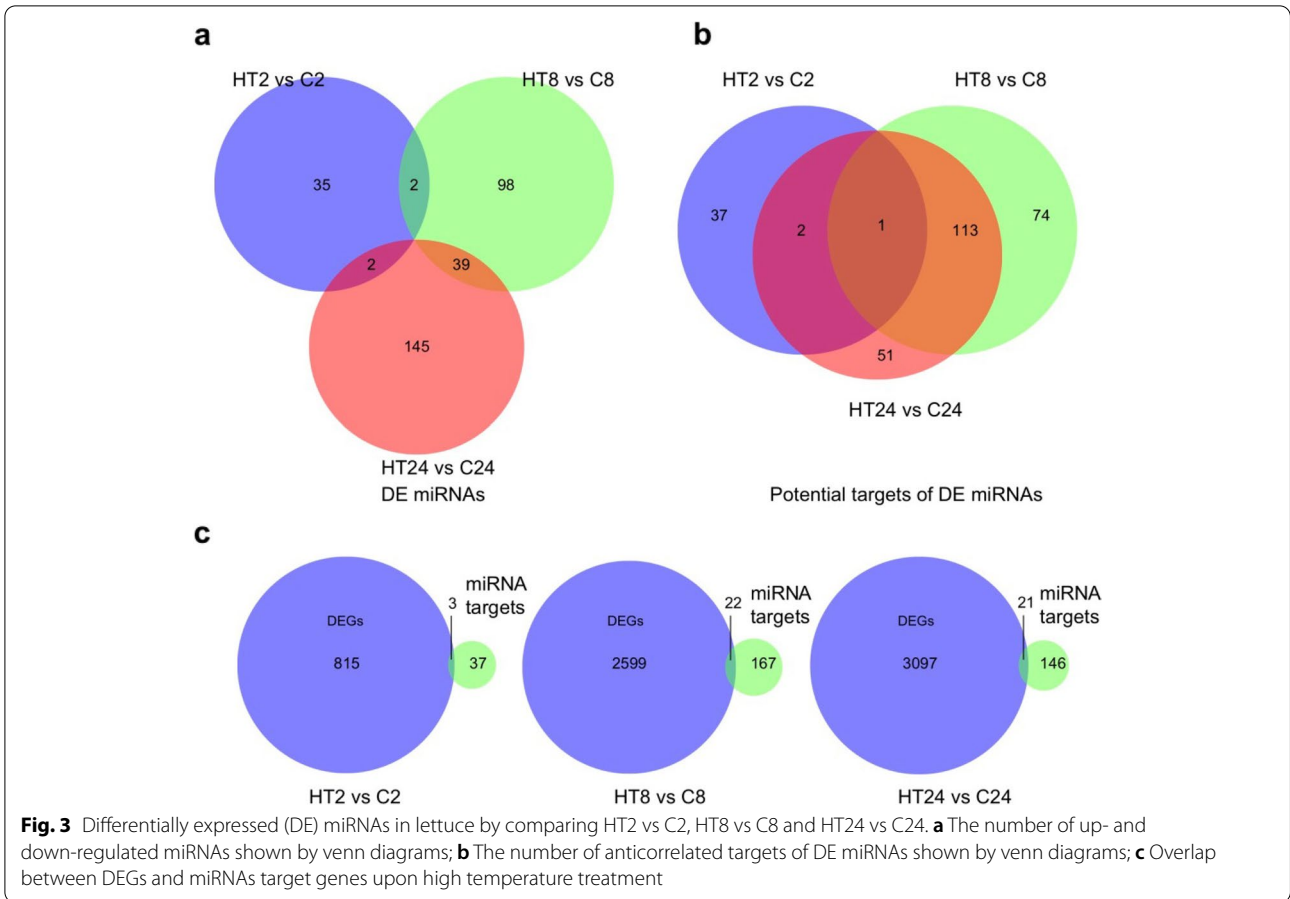 a
b
HT2 vs C2
HT8 vs C8
HT2 vs C2
HT8 vs C8
35
2
98
2
39
145
37
2
1
113
74
51
HT24 vs C24
HT24 vs C24
DE miRNAs
Potential targets of DE miRNAs
c
DEGs
815
3
miRNA
targets
37
HT2 vs C2
DEGs
2599
22
miRNA
targets
167
HT8 vs C8
DEGs
3097
21
miRNA
targets
146
HT24 vs C24
Fig. 3 Differentially expressed (DE) miRNAs in lettuce by comparing HT2 vs C2, HT8 vs C8 and HT24 vs C24. a The number of up- and
down-regulated miRNAs shown by venn diagrams; b The number of anticorrelated targets of DE miRNAs shown by venn diagrams; c Overlap
between DEGs and miRNAs target genes upon high temperature treatment